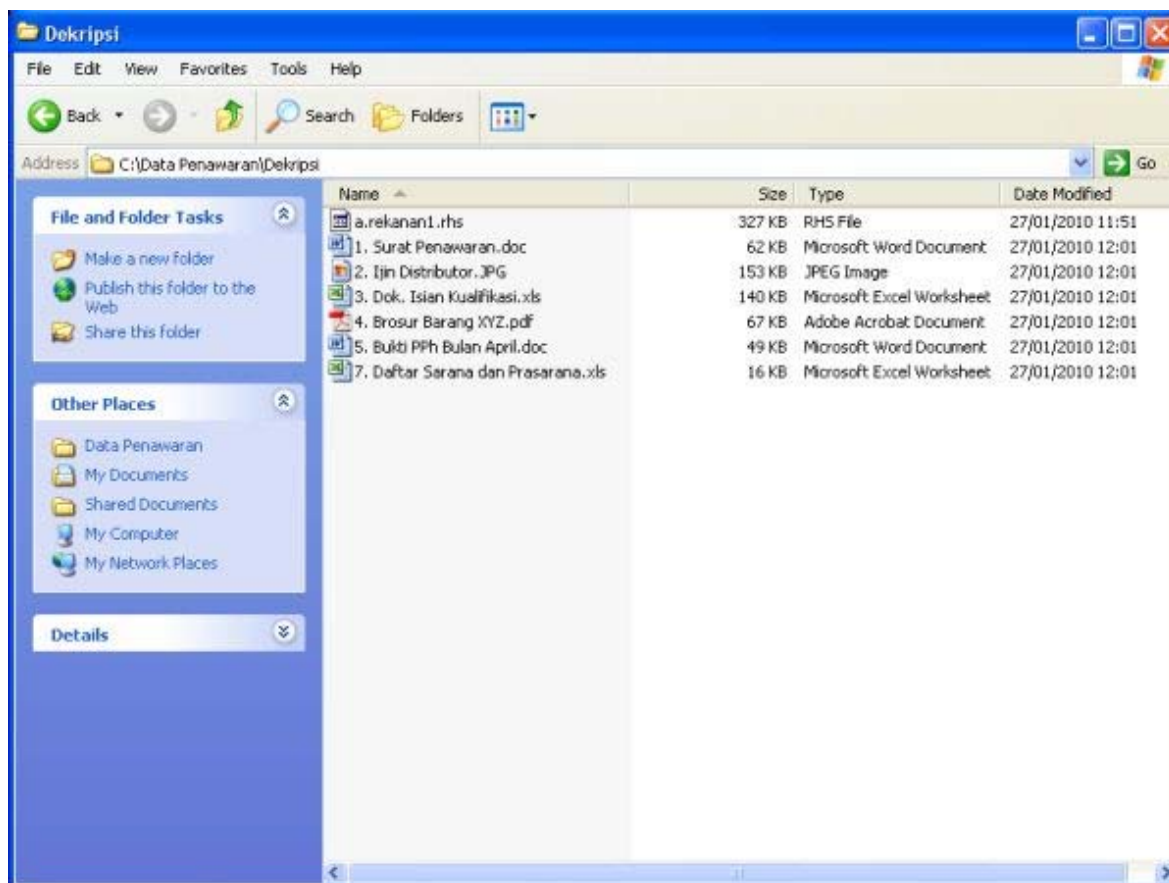 Dekripsi
File Edit View Favorites Tools Help
Back Search Folders
Address C:\Data Penawaran\Dekripsi Go
File and Folder Tasks
Make a new folder
Publish this folder to the
Web
Share this folder
Other Places
Data Penawaran
My Documents
Shared Documents
My Computer
My Network Places
Details
Name Size Type Date Modified
a.rekanan1.rhs 327 KB RHS File 27/01/2010 11:51
1. Surat Penawaran.doc 62 KB Microsoft Word Document 27/01/2010 12:01
2. Ijin Distributor.JPG 153 KB JPEG Image 27/01/2010 12:01
3. Dok. Isian Kualifikasi.xls 140 KB Microsoft Excel Worksheet 27/01/2010 12:01
4. Brosur Barang XYZ.pdf 67 KB Adobe Acrobat Document 27/01/2010 12:01
5. Bukti PPh Bulan April.doc 49 KB Microsoft Word Document 27/01/2010 12:01
7. Daftar Sarana dan Prasarana.xls 16 KB Microsoft Excel Worksheet 27/01/2010 12:01